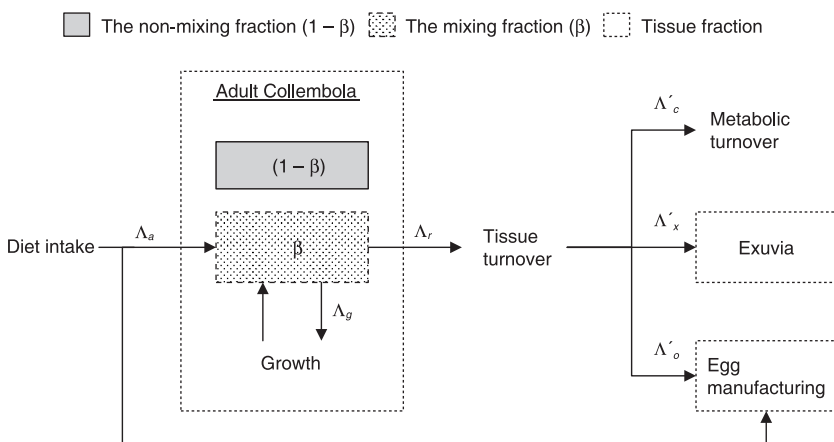 The non-mixing fraction (1 – β)
The mixing fraction (β)
Tissue fraction
Adult Collembola
(1 – β)
Diet intake
Λa
β
Λr
Λg
Growth
Tissue
turnover
Λ´c
Metabolic
turnover
Λ´x
Exuvia
Λ´o
Egg
manufacturing